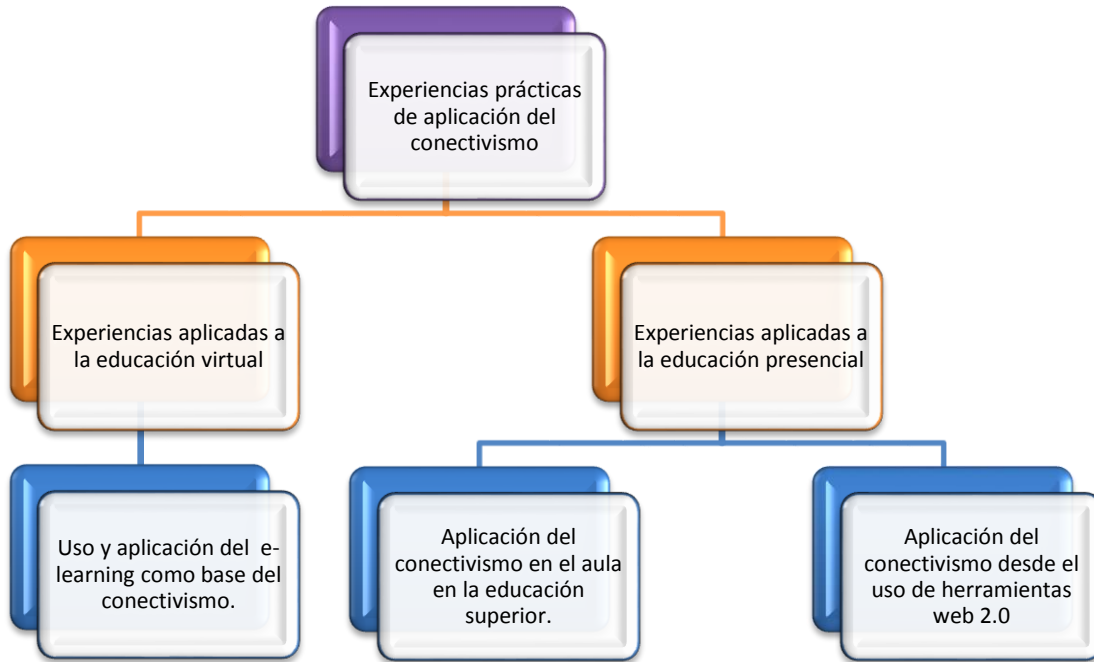 Experiencias prácticas
de aplicación del
conectivismo
Experiencias aplicadas a
la educación virtual
Experiencias aplicadas a
la educación presencial
Uso y aplicación del e-
learning como base del
conectivismo.
Aplicación del
conectivismo en el aula
en la educación
superior.
Aplicación del
conectivismo desde el
uso de herramientas
web 2.0